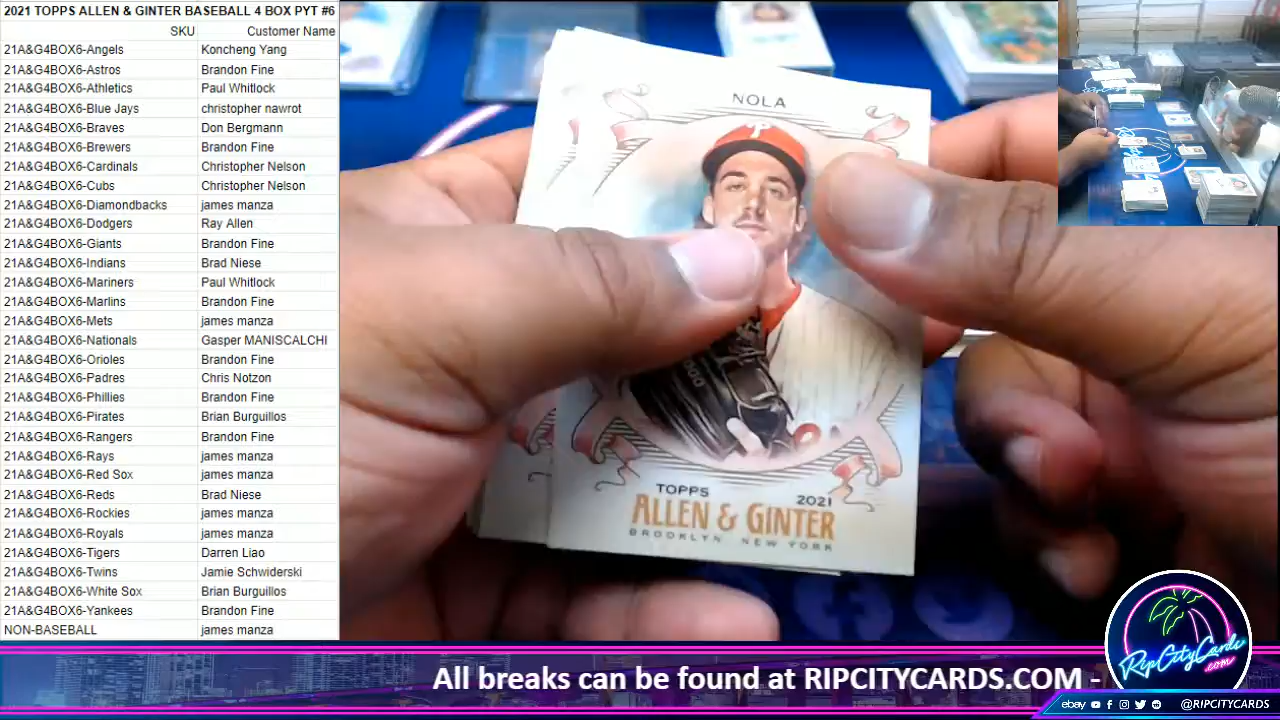 2021 TOPPS ALLEN & GINTER BASEBALL 4 BOX PYT #6
SKU Customer Name
21A&G4BOX6-Angels Koncheng Yang
21A&G4BOX6-Astros Brandon Fine
21A&G4BOX6-Athletics Paul Whitlock
21A&G4BOX6-Blue Jays christopher nawrot
21A&G4BOX6-Braves Don Bergmann
21A&G4BOX6-Brewers Brandon Fine
21A&G4BOX6-Cardinals Christopher Nelson
21A&G4BOX6-Cubs Christopher Nelson
21A&G4BOX6-Diamondbacks james manza
21A&G4BOX6-Dodgers Ray Allen
21A&G4BOX6-Giants Brandon Fine
21A&G4BOX6-Indians Brad Niese
21A&G4BOX6-Mariners Paul Whitlock
21A&G4BOX6-Marlins Brandon Fine
21A&G4BOX6-Mets james manza
21A&G4BOX6-Nationals Gasper MANISCALCHI
21A&G4BOX6-Orioles Brandon Fine
21A&G4BOX6-Padres Chris Notzon
21A&G4BOX6-Phillies Brandon Fine
21A&G4BOX6-Pirates Brian Burguillos
21A&G4BOX6-Rangers Brandon Fine
21A&G4BOX6-Rays james manza
21A&G4BOX6-Red Sox james manza
21A&G4BOX6-Reds Brad Niese
21A&G4BOX6-Rockies james manza
21A&G4BOX6-Royals james manza
21A&G4BOX6-Tigers Darren Liao
21A&G4BOX6-Twins Jamie Schwiderski
21A&G4BOX6-White Sox Brian Burguillos
21A&G4BOX6-Yankees Brandon Fine
NON-BASEBALL james manza
NOLA
P
TOPPS 2021
ALLEN & GINTER
BROOKLYN NEW YORK
All breaks can be found at RIPCITYCARDS.COM -
RipCityCards
.com
ebay @RIPCITYCARDS